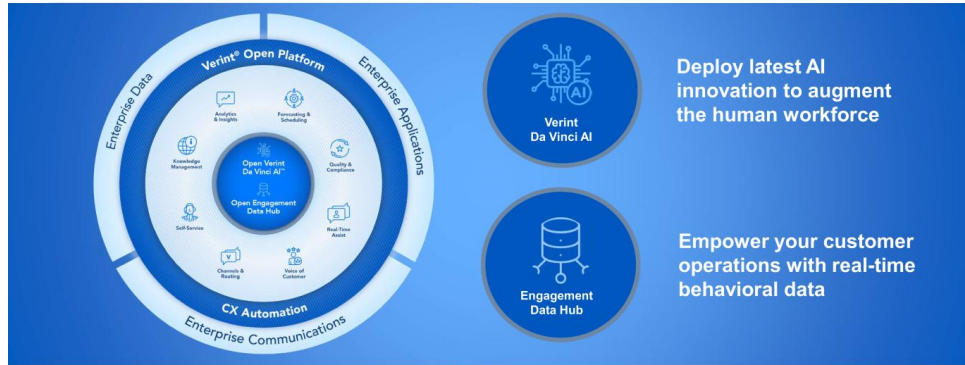 Enterprise Data
Enterprise Applications
Enterprise Communications
Verint® Open Platform
CX Automation
Analytics
& Insights
Forecasting &
Scheduling
Knowledge
Management
Quality &
Compliance
Self-Service
Real-Time
Assist
Channels &
Routing
Voice of
Customer
Open Verint
Da Vinci AI™
Open Engagement
Data Hub
AI
Verint
Da Vinci AI
Deploy latest AI
innovation to augment
the human workforce
Engagement
Data Hub
Empower your customer
operations with real-time
behavioral data